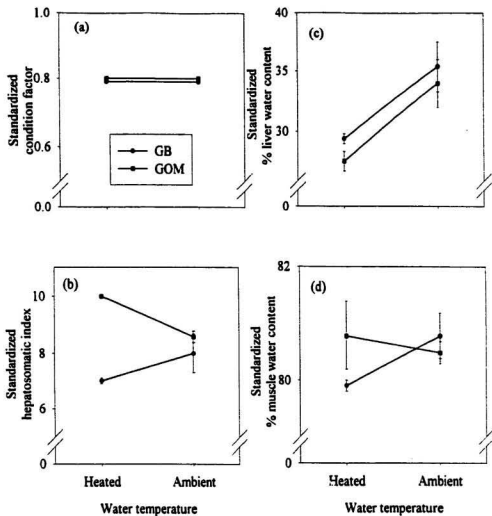 (a)
Standardized
condition factor
1.0
0.8
0.6
0.0
GB
GOM
(c)
Standardized
% liver water content
40
35
30
0
(b)
Standardized
hepatosomatic index
10
8
6
0
Heated
Ambient
Water temperature
(d)
Standardized
% muscle water content
82
80
0
Heated
Ambient
Water temperature